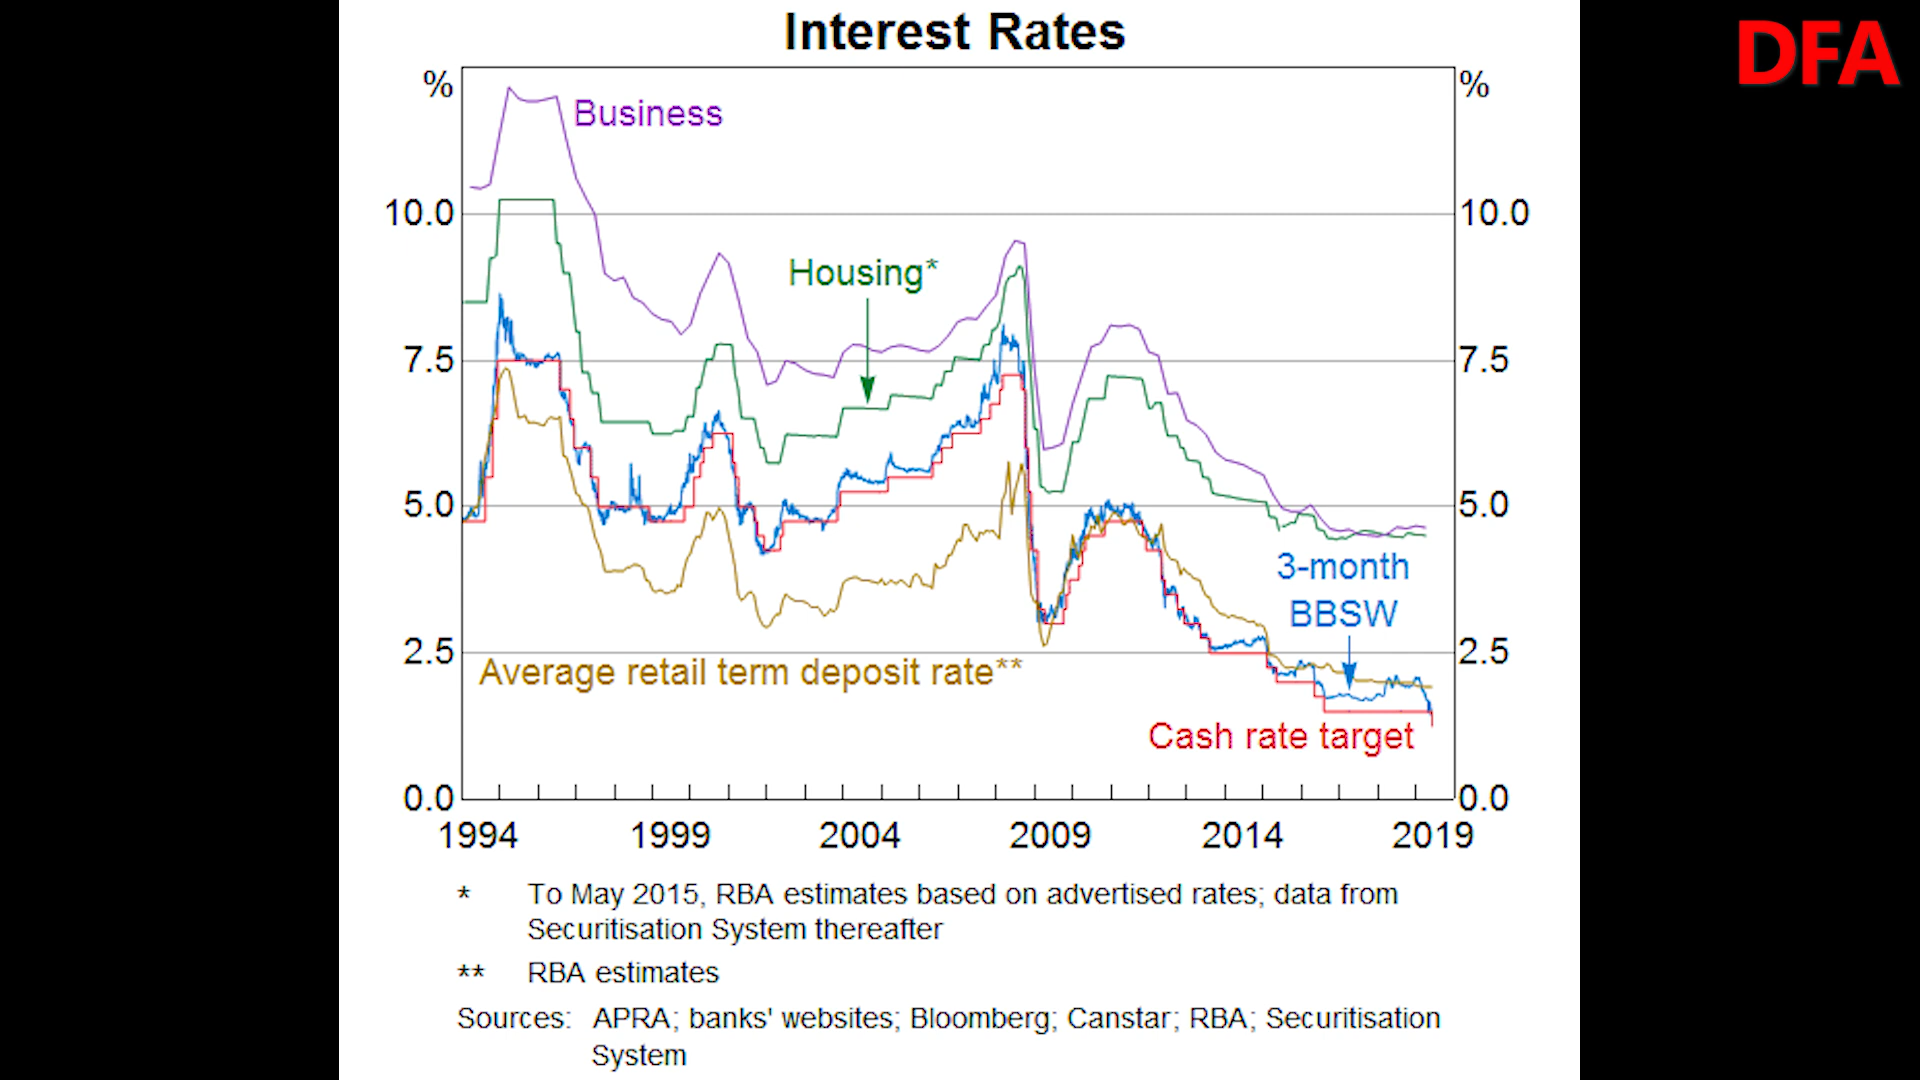 Interest Rates
DFA
% %
Business
10.0 10.0
Housing*
7.5 7.5
5.0 5.0
3-month
BBSW
2.5 2.5
Average retail term deposit rate**
Cash rate target
0.0 0.0
1994 1999 2004 2009 2014 2019
* To May 2015, RBA estimates based on advertised rates; data from
Securitisation System thereafter
** RBA estimates
Sources: APRA; banks' websites; Bloomberg; Canstar; RBA; Securitisation
System